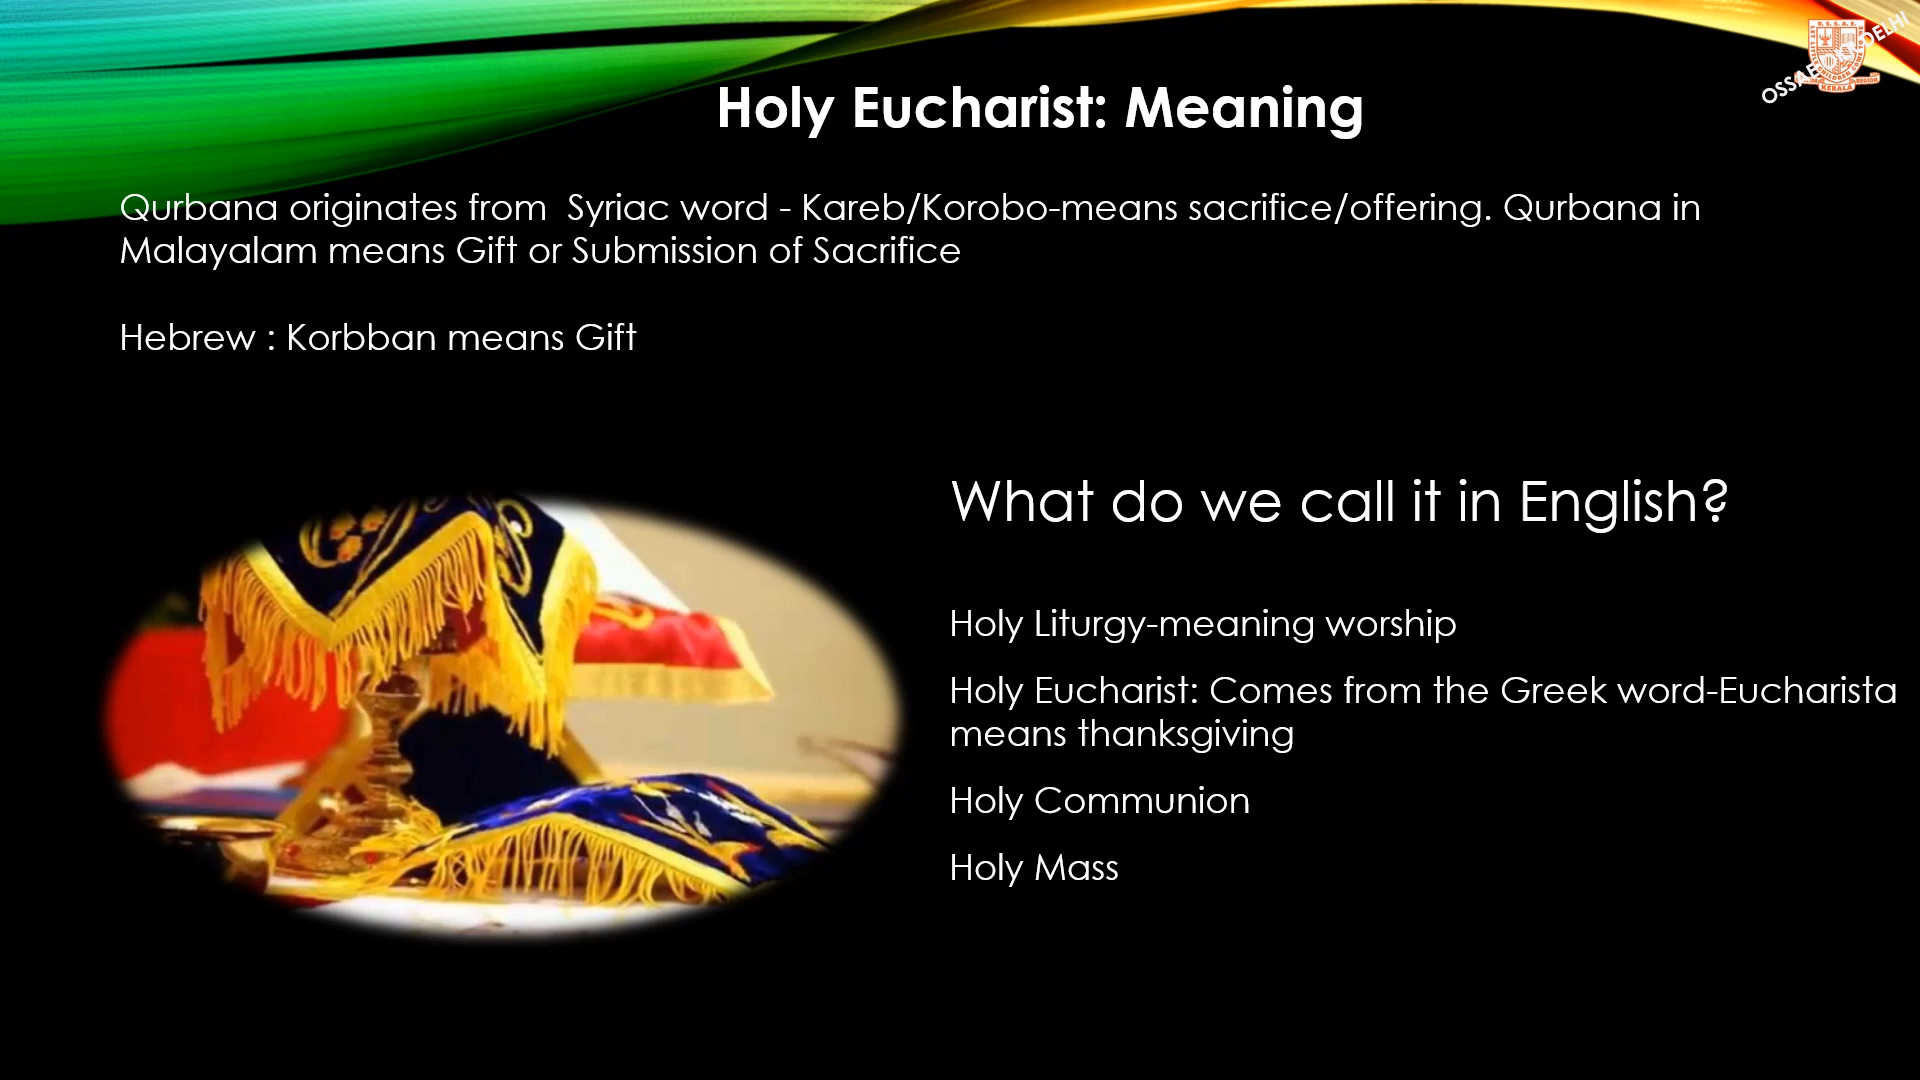 Holy Eucharist: Meaning
Qurbana originates from  Syriac word - Kareb/Korobo-means sacrifice/offering. Qurbana in
Malayalam means Gift or Submission of Sacrifice
Hebrew : Korbban means Gift
What do we call it in English?
Holy Liturgy-meaning worship
Holy Eucharist: Comes from the Greek word-Eucharista
means thanksgiving
Holy Communion
Holy Mass
O.S.S.A.E.
KERALA
REGION
DELHI